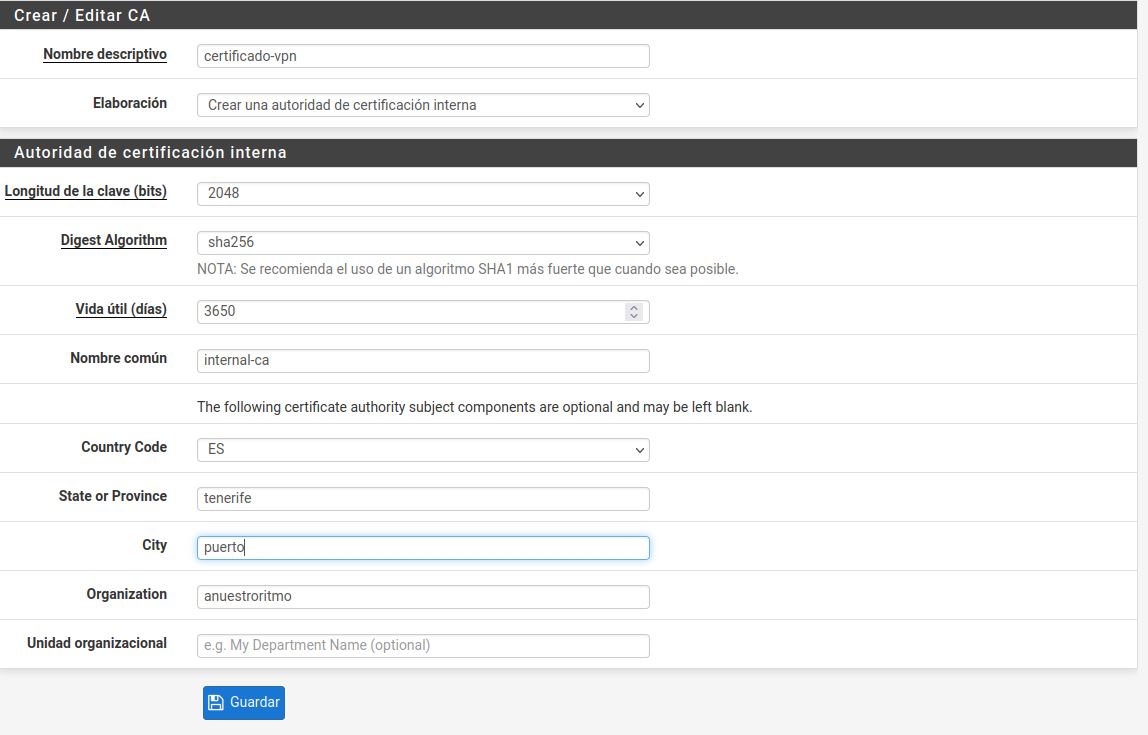 Crear / Editar CA
Nombre descriptivo certificado-vpn
Elaboración Crear una autoridad de certificación interna
Autoridad de certificación interna
Longitud de la clave (bits) 2048
Digest Algorithm sha256
NOTA: Se recomienda el uso de un algoritmo SHA1 más fuerte que cuando sea posible.
Vida útil (días) 3650
Nombre común internal-ca
The following certificate authority subject components are optional and may be left blank.
Country Code ES
State or Province tenerife
City puerto
Organization anuestroritmo
Unidad organizacional e.g. My Department Name (optional)
Guardar